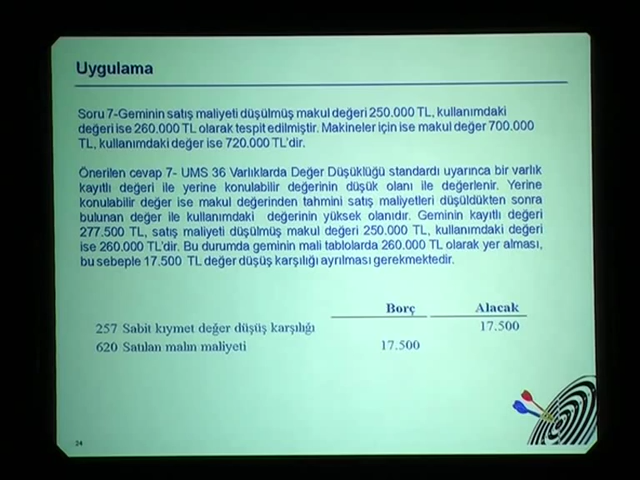 Uygulama
Soru 7-Geminin satış maliyeti düşülmüş makul değeri 250.000 TL, kullanımdaki
değeri ise 260.000 TL olarak tespit edilmiştir. Makineler için ise makul değer 700.000
TL, kullanımdaki değer ise 720.000 TL'dir.
Önerilen cevap 7- UMS 36 Varlıklarda Değer Düşüklüğü standardı uyarınca bir varlık
kayıtlı değeri ile yerine konulabilir değerinin düşük olanı ile değerlenir. Yerine
konulabilir değer ise makul değerinden tahmini satış maliyetleri düşüldükten sonra
bulunan değer ile kullanımdaki değerinin yüksek olanıdır. Geminin kayıtlı değeri
277.500 TL, satış maliyeti düşülmüş makul değeri 250.000 TL, kullanımdaki değeri
ise 260.000 TL'dir. Bu durumda geminin mali tablolarda 260.000 TL olarak yer alması,
bu sebeple 17.500 TL değer düşüş karşılığı ayrılması gerekmektedir.
Borç Alacak
257 Sabit kıymet değer düşüş karşılığı 17.500
620 Satılan malın maliyeti 17.500
24